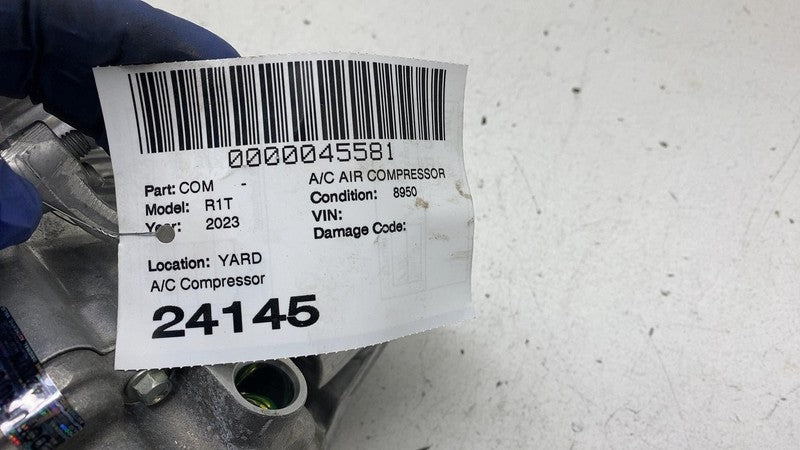 0000045581
Part: COM - A/C AIR COMPRESSOR
Model: R1T Condition: 8950
Year: 2023 VIN:
Damage Code:
Location: YARD
A/C Compressor
24145